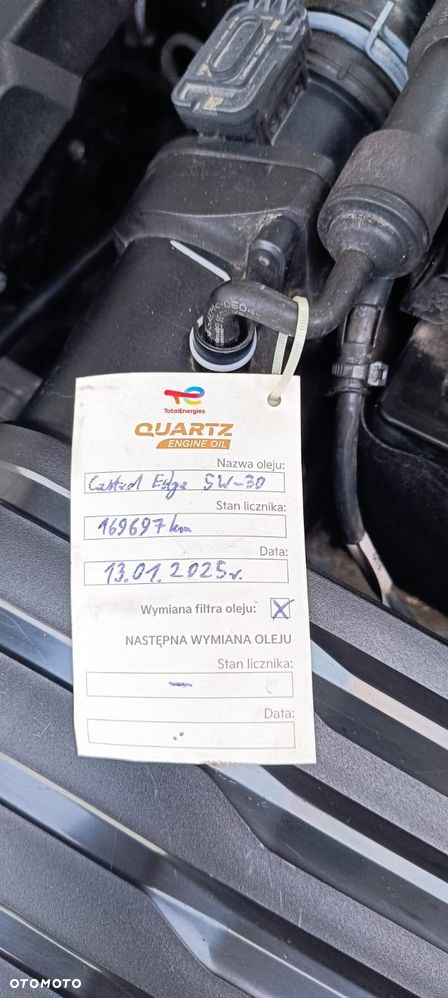 TotalEnergies
QUARTZ
ENGINE OIL
Nazwa oleju:
Castrol Edge 5W-30
Stan licznika:
169697 km
Data:
13.01.2025r.
Wymiana filtra oleju: X
NASTĘPNA WYMIANA OLEJU
Stan licznika:
-
Data:
OTOMOTO